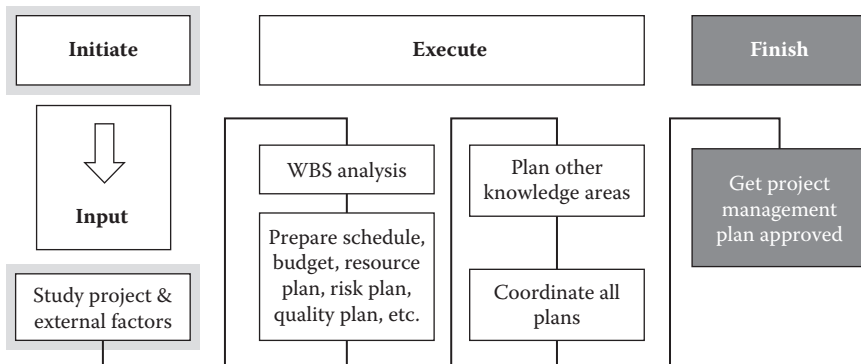 Initiate
Execute
Finish
Input
Study project &
external factors
WBS analysis
Prepare schedule,
budget, resource
plan, risk plan,
quality plan, etc.
Plan other
knowledge areas
Coordinate all
plans
Get project
management
plan approved